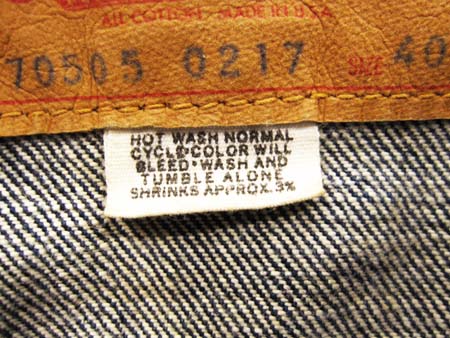 ALL COTTON MADE IN U.S.A.
70505 0217 SIZE 40
HOT WASH NORMAL
CYCLE•COLOR WILL
BLEED•WASH AND
TUMBLE ALONE
SHRINKS APPROX.3%